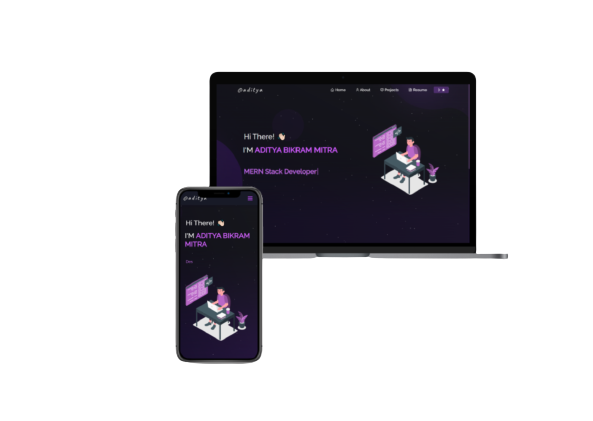 @aditya
Home About Projects Resume
Hi There!
I'M ADITYA BIKRAM MITRA
MERN Stack Developer|
@aditya
Hi There!
I'M ADITYA BIKRAM
MITRA